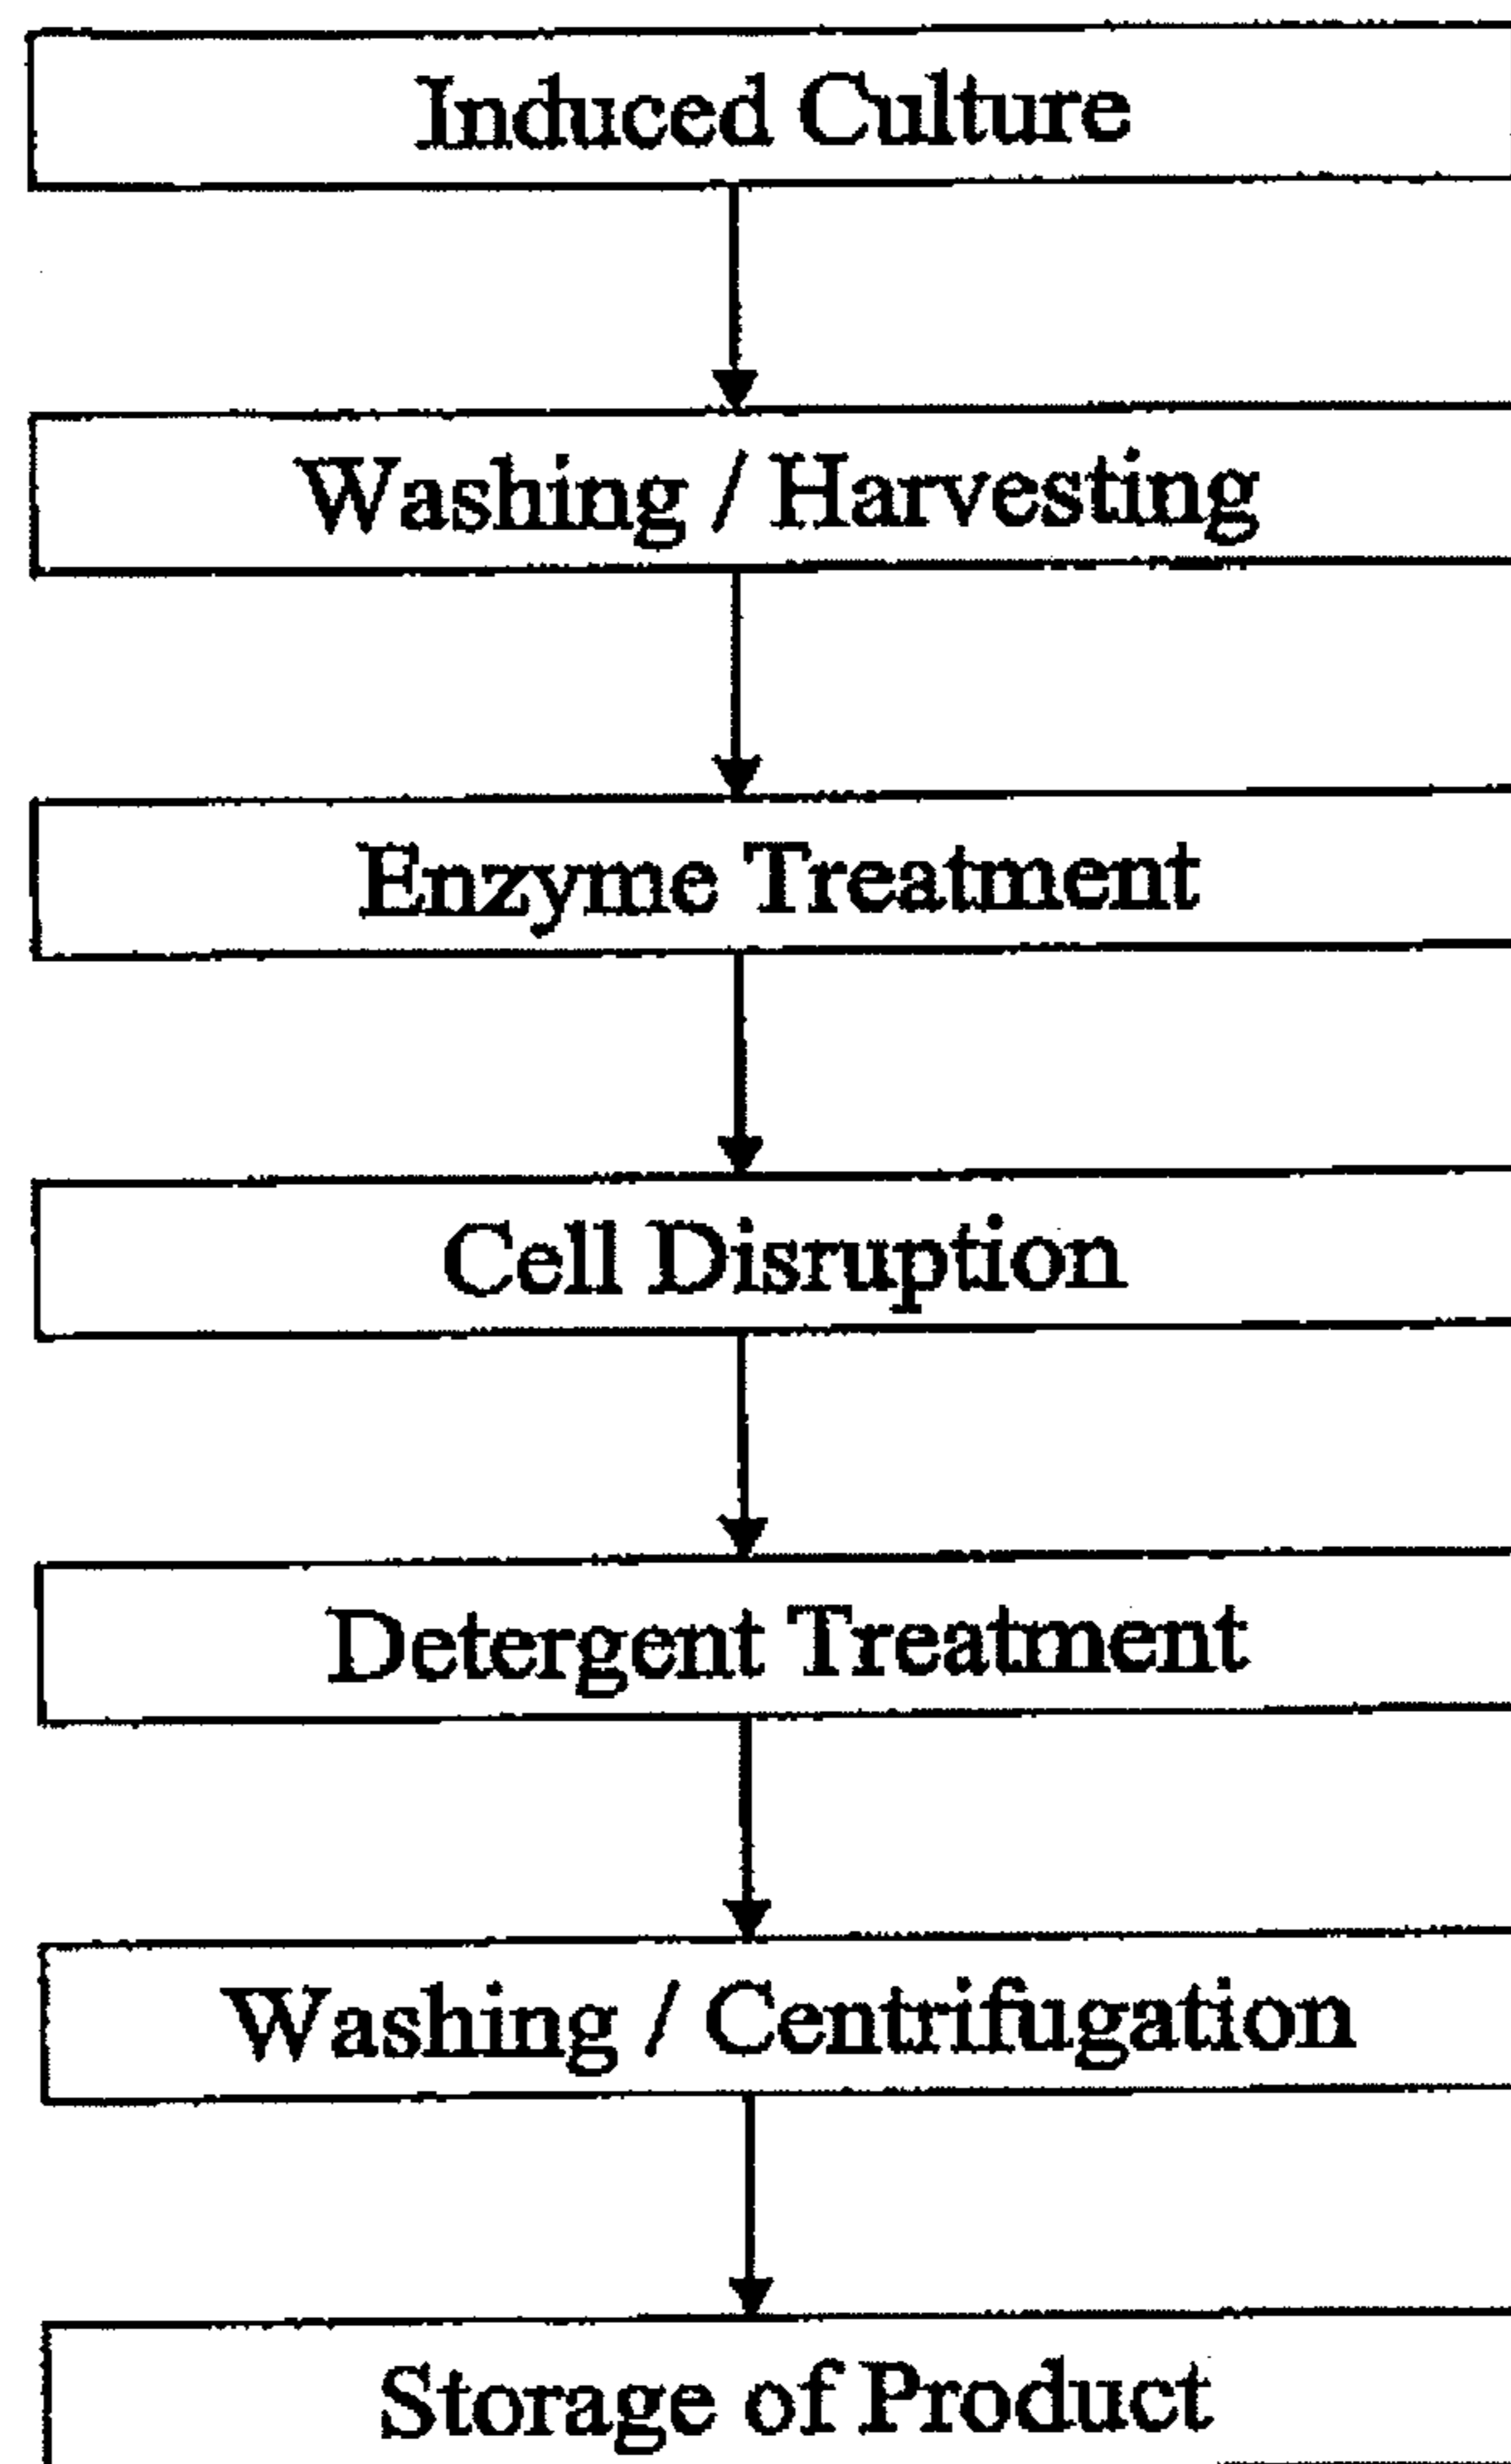 Induced Culture
Washing / Harvesting
Enzyme Treatment
Cell Disruption
Detergent Treatment
Washing / Centrifugation
Storage of Product